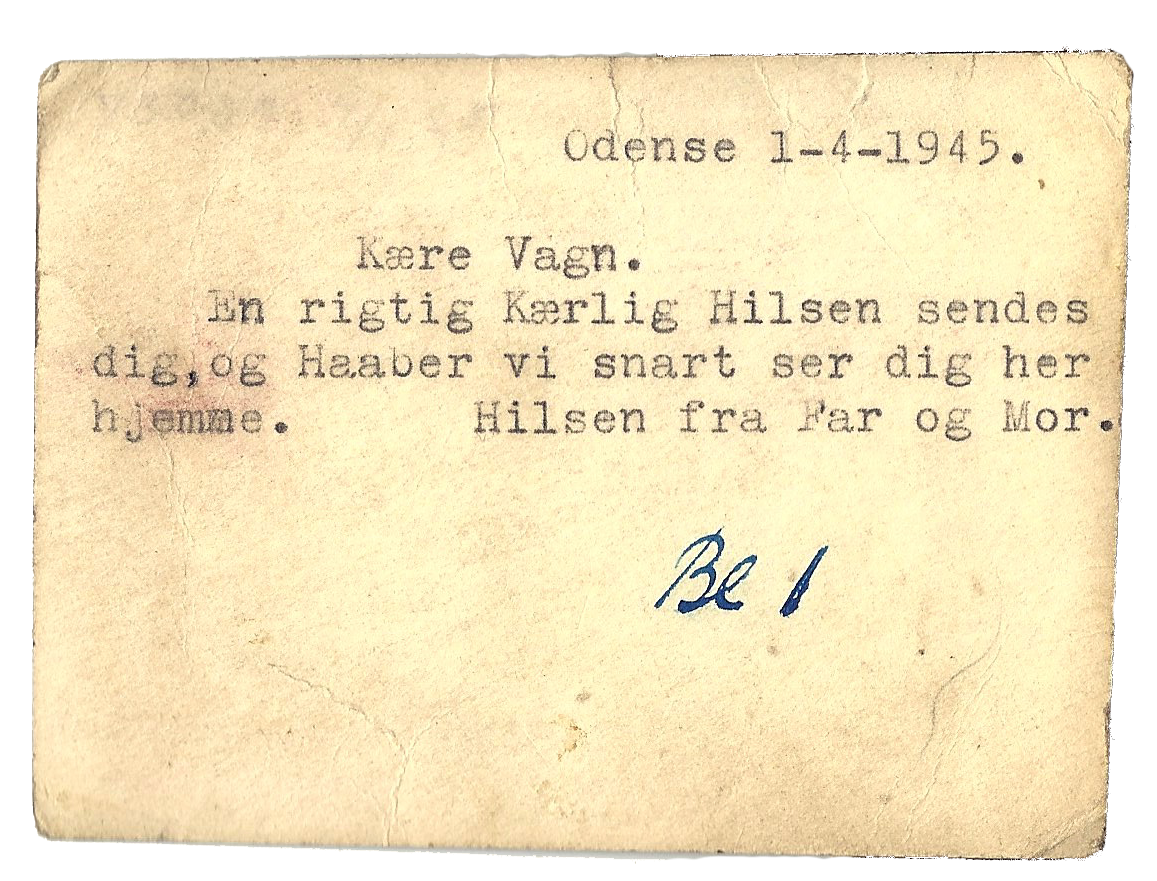 Odense 1-4-1945.
Kære Vagn.
En rigtig Kærlig Hilsen sendes
dig,og Haaber vi snart ser dig her
hjemme. Hilsen fra Far og Mor.
Be 1